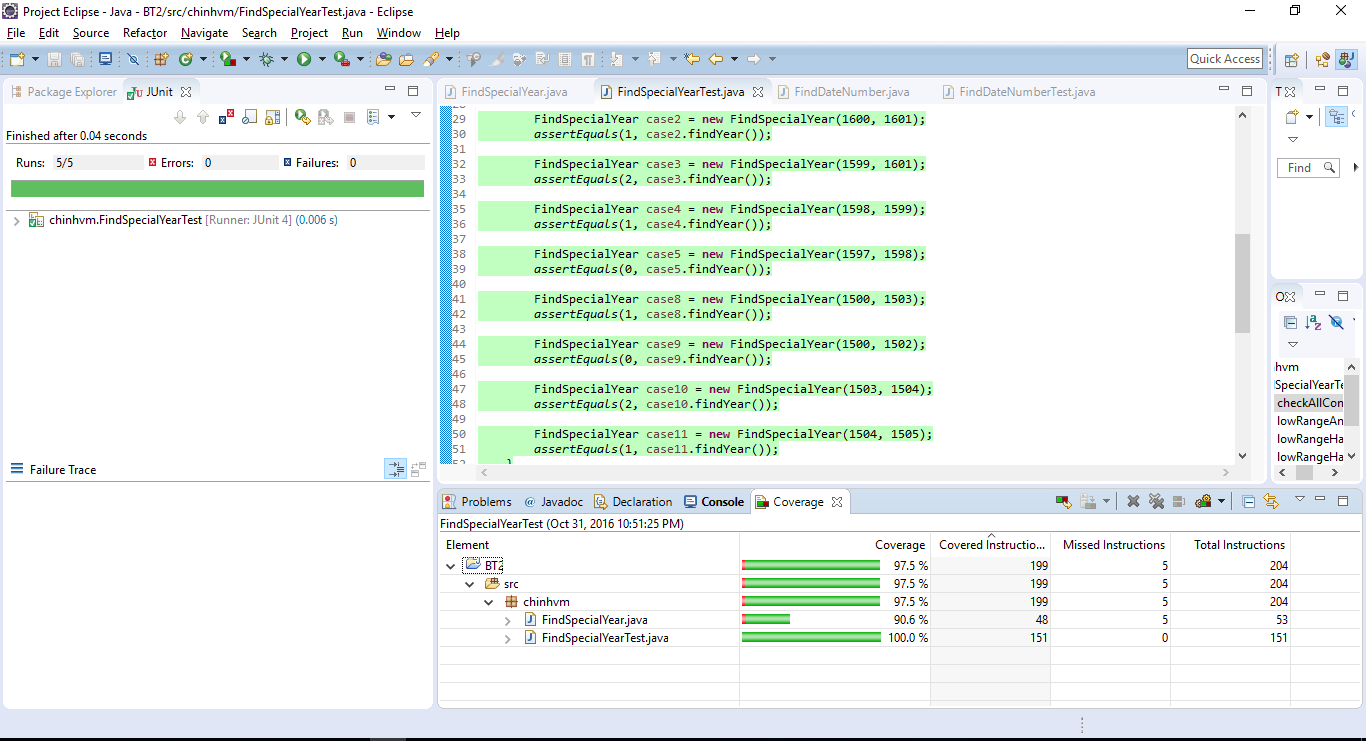 Project Eclipse - Java - BT2/src/chinhvm/FindSpecialYearTest.java - Eclipse
File Edit Source Refactor Navigate Search Project Run Window Help
Quick Access
Package Explorer JUnit
Finished after 0.04 seconds
Runs: 5/5 Errors: 0 Failures: 0
chinhvm.FindSpecialYearTest [Runner: JUnit 4] (0.006 s)
Failure Trace
FindSpecialYear.java FindSpecialYearTest.java FindDateNumber.java FindDateNumberTest.java
29 FindSpecialYear case2 = new FindSpecialYear(1600, 1601);
30 assertEquals(1, case2.findYear());
31
32 FindSpecialYear case3 = new FindSpecialYear(1599, 1601);
33 assertEquals(2, case3.findYear());
34
35 FindSpecialYear case4 = new FindSpecialYear(1598, 1599);
36 assertEquals(1, case4.findYear());
37
38 FindSpecialYear case5 = new FindSpecialYear(1597, 1598);
39 assertEquals(0, case5.findYear());
40
41 FindSpecialYear case8 = new FindSpecialYear(1500, 1503);
42 assertEquals(1, case8.findYear());
43
44 FindSpecialYear case9 = new FindSpecialYear(1500, 1502);
45 assertEquals(0, case9.findYear());
46
47 FindSpecialYear case10 = new FindSpecialYear(1503, 1504);
48 assertEquals(2, case10.findYear());
49
50 FindSpecialYear case11 = new FindSpecialYear(1504, 1505);
51 assertEquals(1, case11.findYear());
T
Find
O
hvm
SpecialYearTe
checkAllCon
lowRangeAn
lowRangeHa
lowRangeHa
Problems @ Javadoc Declaration Console Coverage
FindSpecialYearTest (Oct 31, 2016 10:51:25 PM)
Element Coverage Covered Instructio... Missed Instructions Total Instructions
BT2 97.5 % 199 5 204
src 97.5 % 199 5 204
chinhvm 97.5 % 199 5 204
FindSpecialYear.java 90.6 % 48 5 53
FindSpecialYearTest.java 100.0 % 151 0 151